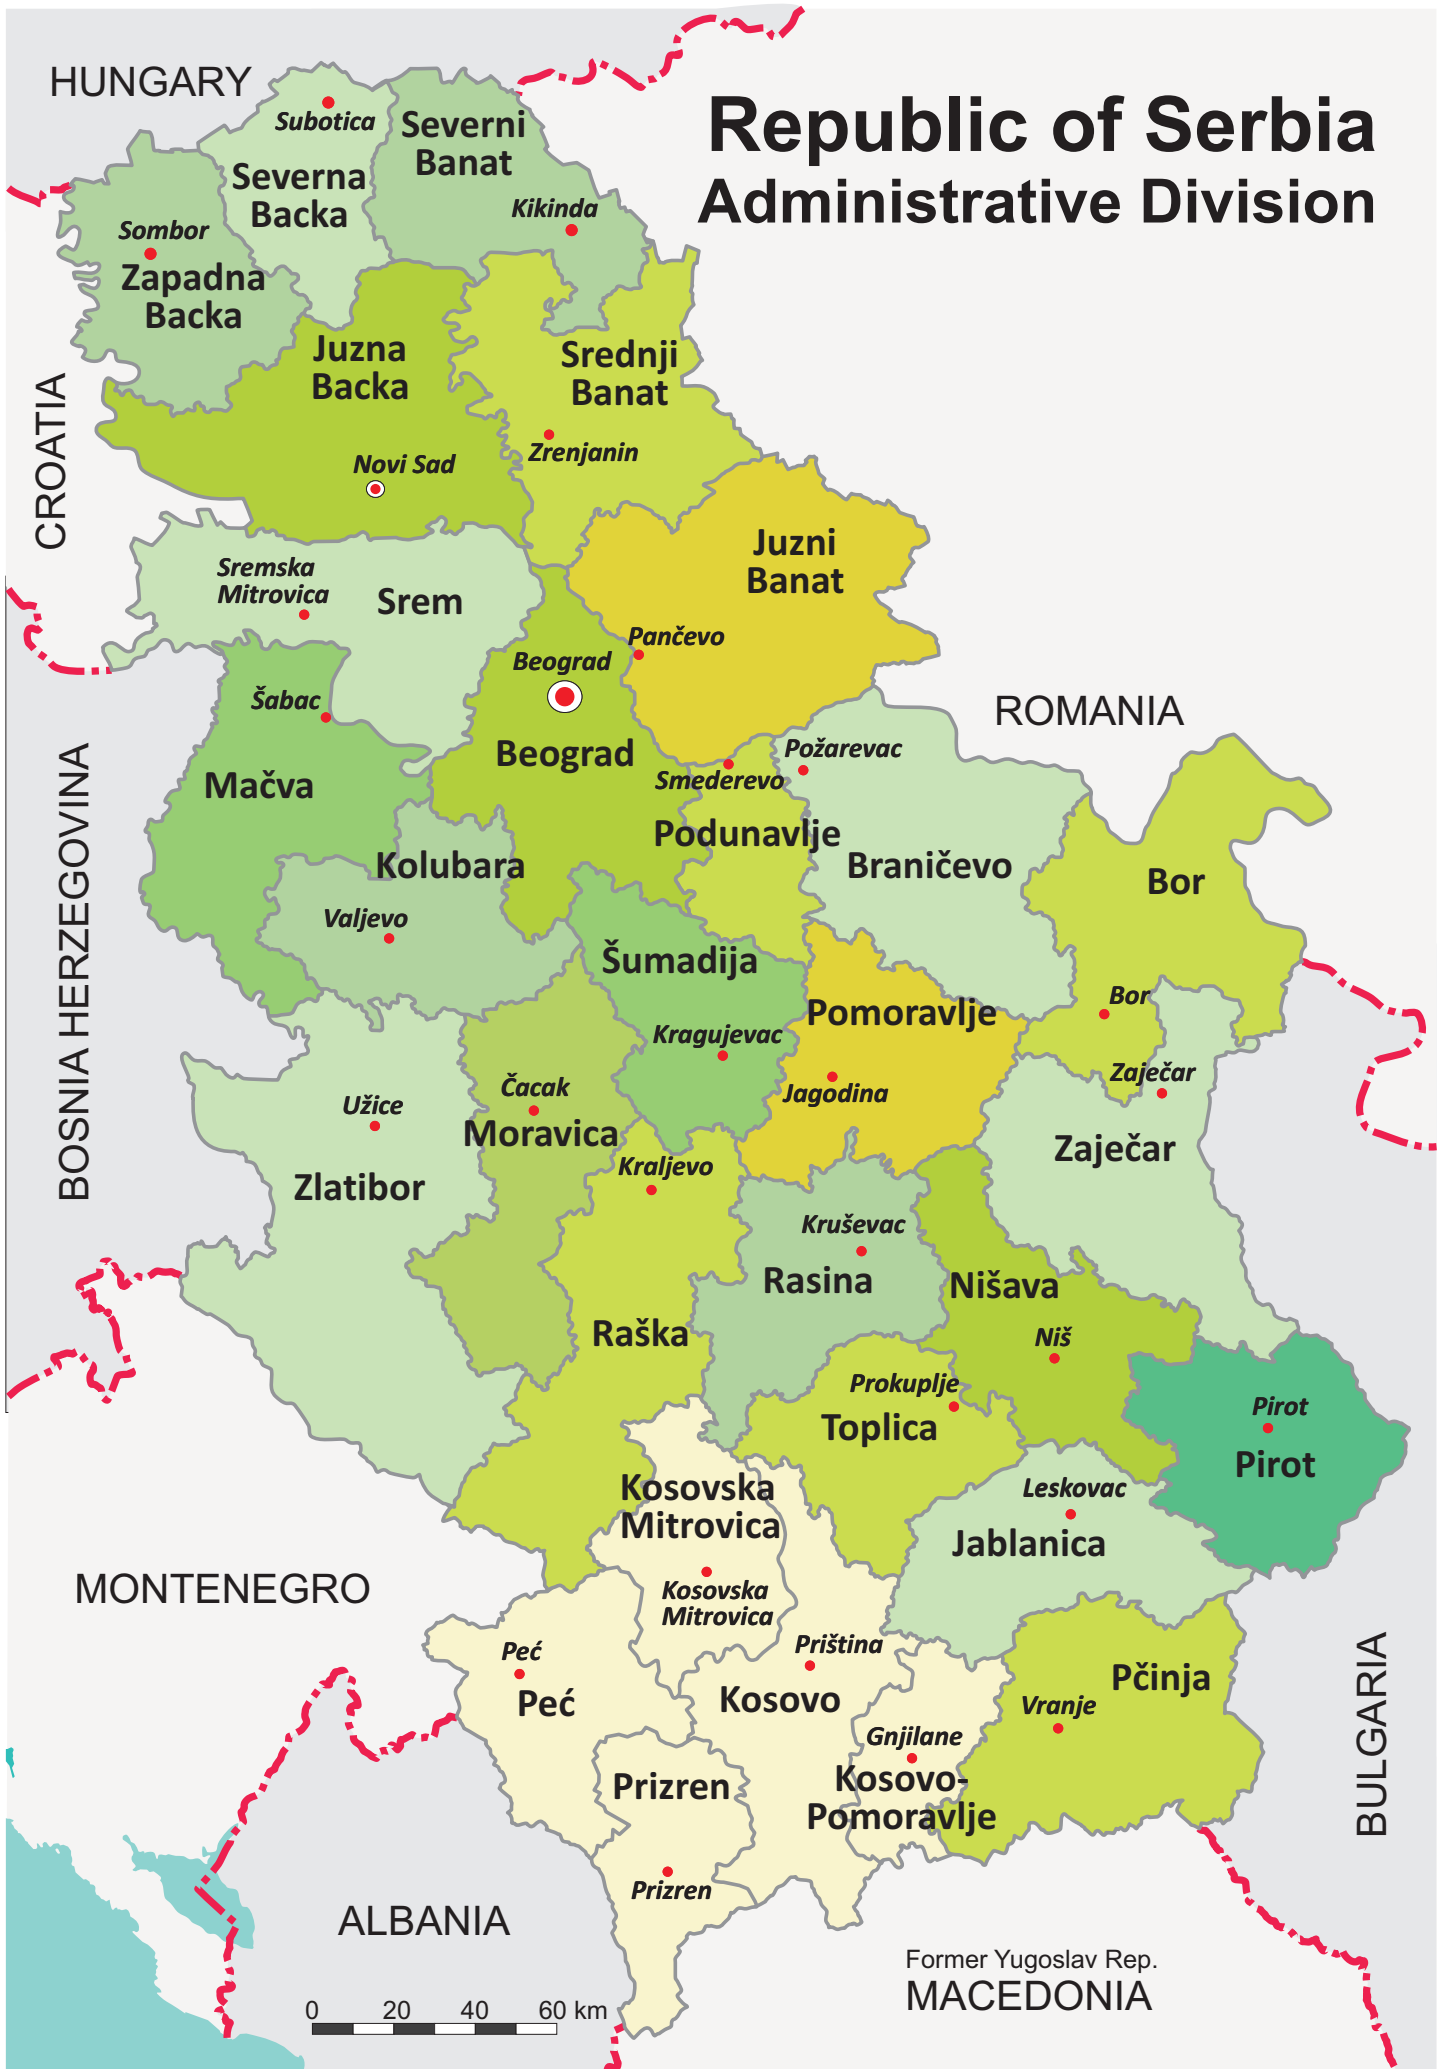 HUNGARY
Republic of Serbia
Administrative Division
Subotica
Severni
Banat
Severna
Backa
Kikinda
Sombor
Zapadna
Backa
Juzna
Backa
Srednji
Banat
CROATIA
Zrenjanin
Novi Sad
Juzni
Banat
Sremska
Mitrovica
Srem
Pančevo
Beograd
Šabac
ROMANIA
Beograd
Požarevac
Smederevo
Mačva
BOSNIA HERZEGOVINA
Podunavlje
Kolubara
Braničevo
Bor
Valjevo
Šumadija
Bor
Pomoravlje
Kragujevac
Zaječar
Čacak
Jagodina
Užice
Moravica
Zaječar
Kraljevo
Zlatibor
Kruševac
Rasina
Nišava
Raška
Niš
Prokuplje
Pirot
Toplica
Pirot
Kosovska
Mitrovica
Leskovac
Jablanica
MONTENEGRO
Kosovska
Mitrovica
Priština
Peć
Peć
Kosovo
Pčinja
Vranje
BULGARIA
Gnjilane
Prizren
Kosovo-
Pomoravlje
Prizren
ALBANIA
Former Yugoslav Rep.
MACEDONIA
0 20 40 60 km